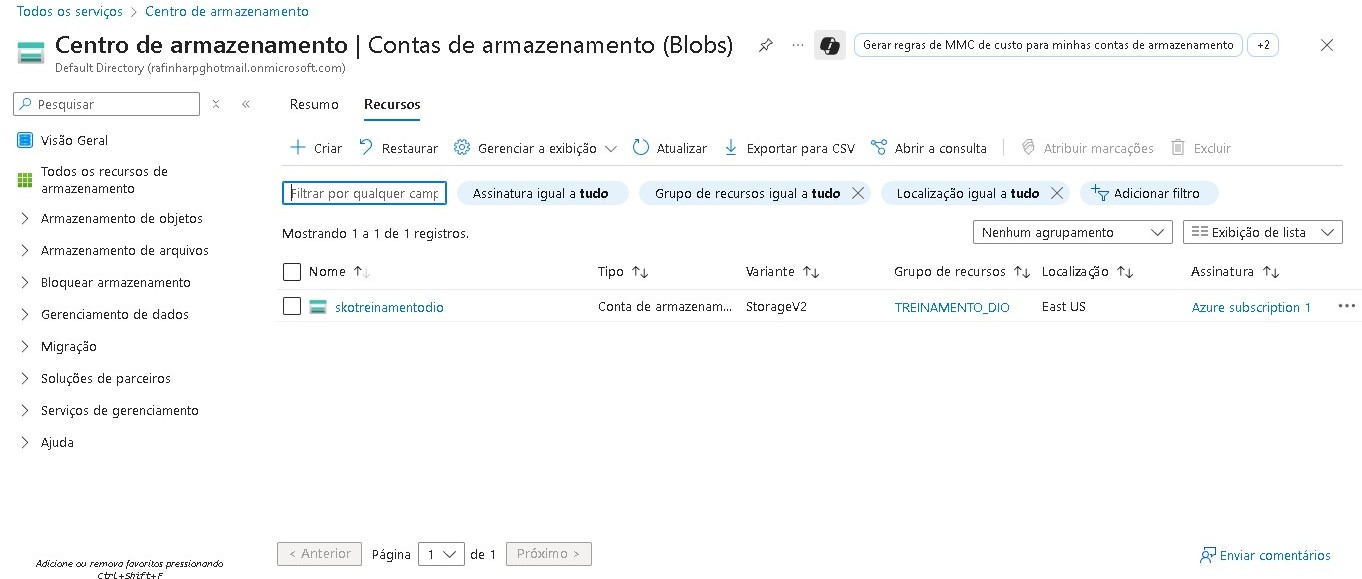 Todos os serviços > Centro de armazenamento
Centro de armazenamento | Contas de armazenamento (Blobs)
Gerar regras de MMC de custo para minhas contas de armazenamento
+2
Default Directory (rafinharpghotmail.onmicrosoft.com)
Pesquisar
Visão Geral
Todos os recursos de
armazenamento
Armazenamento de objetos
Armazenamento de arquivos
Bloquear armazenamento
Gerenciamento de dados
Migração
Soluções de parceiros
Serviços de gerenciamento
Ajuda
Adicione ou remova favoritos pressionando
Ctrl+Shift+F
Resumo Recursos
Criar Restaurar Gerenciar a exibição Atualizar Exportar para CSV Abrir a consulta Atribuir marcações Excluir
Filtrar por qualquer camp Assinatura igual a tudo Grupo de recursos igual a tudo Localização igual a tudo Adicionar filtro
Mostrando 1 a 1 de 1 registros. Nenhum agrupamento Exibição de lista
Nome Tipo Variante Grupo de recursos Localização Assinatura
skotreinamentodio Conta de armazenam... StorageV2 TREINAMENTO_DIO East US Azure subscription 1
< Anterior Página 1 de 1 Próximo > Enviar comentários